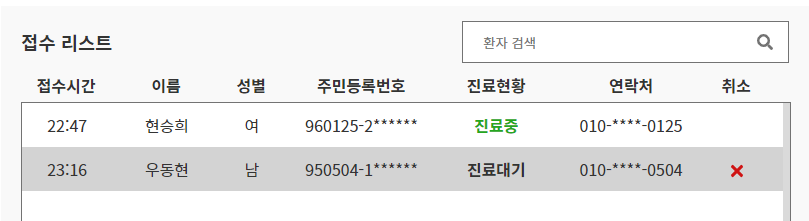 접수 리스트
환자 검색
접수시간 이름 성별 주민등록번호 진료현황 연락처 취소
22:47 현승희 여 960125-2****** 진료중 010-****-0125
23:16 우동현 남 950504-1****** 진료대기 010-****-0504